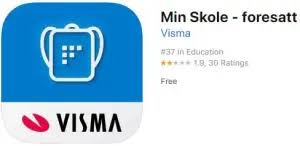 Min Skole - foresatt
Visma
#37 in Education
1.9, 30 Ratings
Free
VISMA